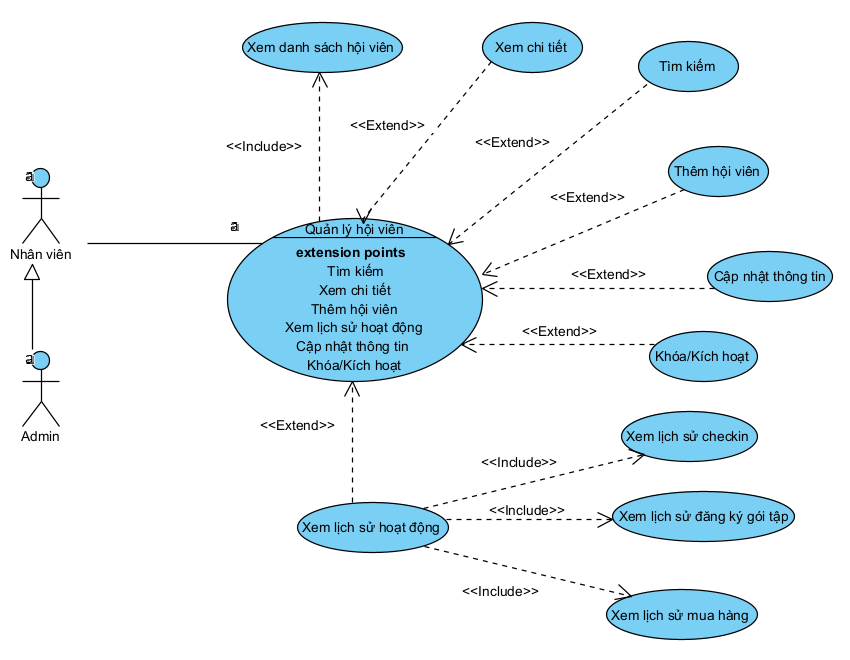 Xem danh sách hội viên
Xem chi tiết
Tìm kiếm
<<Extend>>
<<Include>>
<<Extend>>
Thêm hội viên
a
<<Extend>>
a
Quản lý hội viên
Nhân viên
extension points
Tìm kiếm
Xem chi tiết
Thêm hội viên
Xem lịch sử hoạt động
Cập nhật thông tin
Khóa/Kích hoạt
<<Extend>>
Cập nhật thông tin
<<Extend>>
Khóa/Kích hoạt
a
Admin
<<Extend>>
Xem lịch sử checkin
<<Include>>
<<Include>>
Xem lịch sử đăng ký gói tập
Xem lịch sử hoạt động
<<Include>>
Xem lịch sử mua hàng